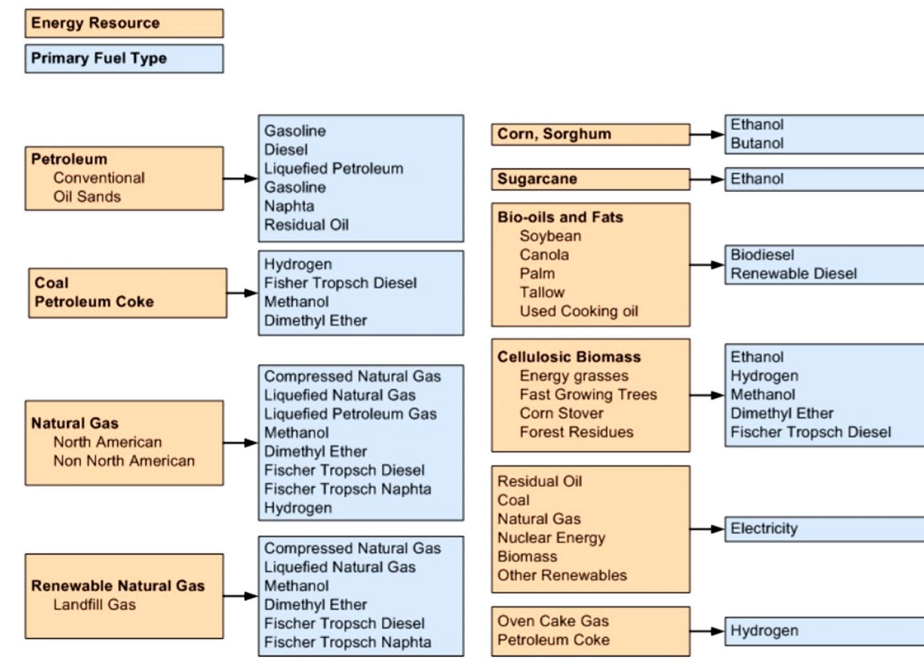 Energy Resource
Primary Fuel Type
Petroleum
Conventional
Oil Sands
Gasoline
Diesel
Liquefied Petroleum
Gasoline
Naphta
Residual Oil
Coal
Petroleum Coke
Hydrogen
Fisher Tropsch Diesel
Methanol
Dimethyl Ether
Natural Gas
North American
Non North American
Compressed Natural Gas
Liquefied Natural Gas
Liquefied Petroleum Gas
Methanol
Dimethyl Ether
Fischer Tropsch Diesel
Fischer Tropsch Naphta
Hydrogen
Renewable Natural Gas
Landfill Gas
Compressed Natural Gas
Liquefied Natural Gas
Methanol
Dimethyl Ether
Fischer Tropsch Diesel
Fischer Tropsch Naphta
Corn, Sorghum
Ethanol
Butanol
Sugarcane
Ethanol
Bio-oils and Fats
Soybean
Canola
Palm
Tallow
Used Cooking oil
Biodiesel
Renewable Diesel
Cellulosic Biomass
Energy grasses
Fast Growing Trees
Corn Stover
Forest Residues
Ethanol
Hydrogen
Methanol
Dimethyl Ether
Fischer Tropsch Diesel
Residual Oil
Coal
Natural Gas
Nuclear Energy
Biomass
Other Renewables
Electricity
Oven Cake Gas
Petroleum Coke
Hydrogen